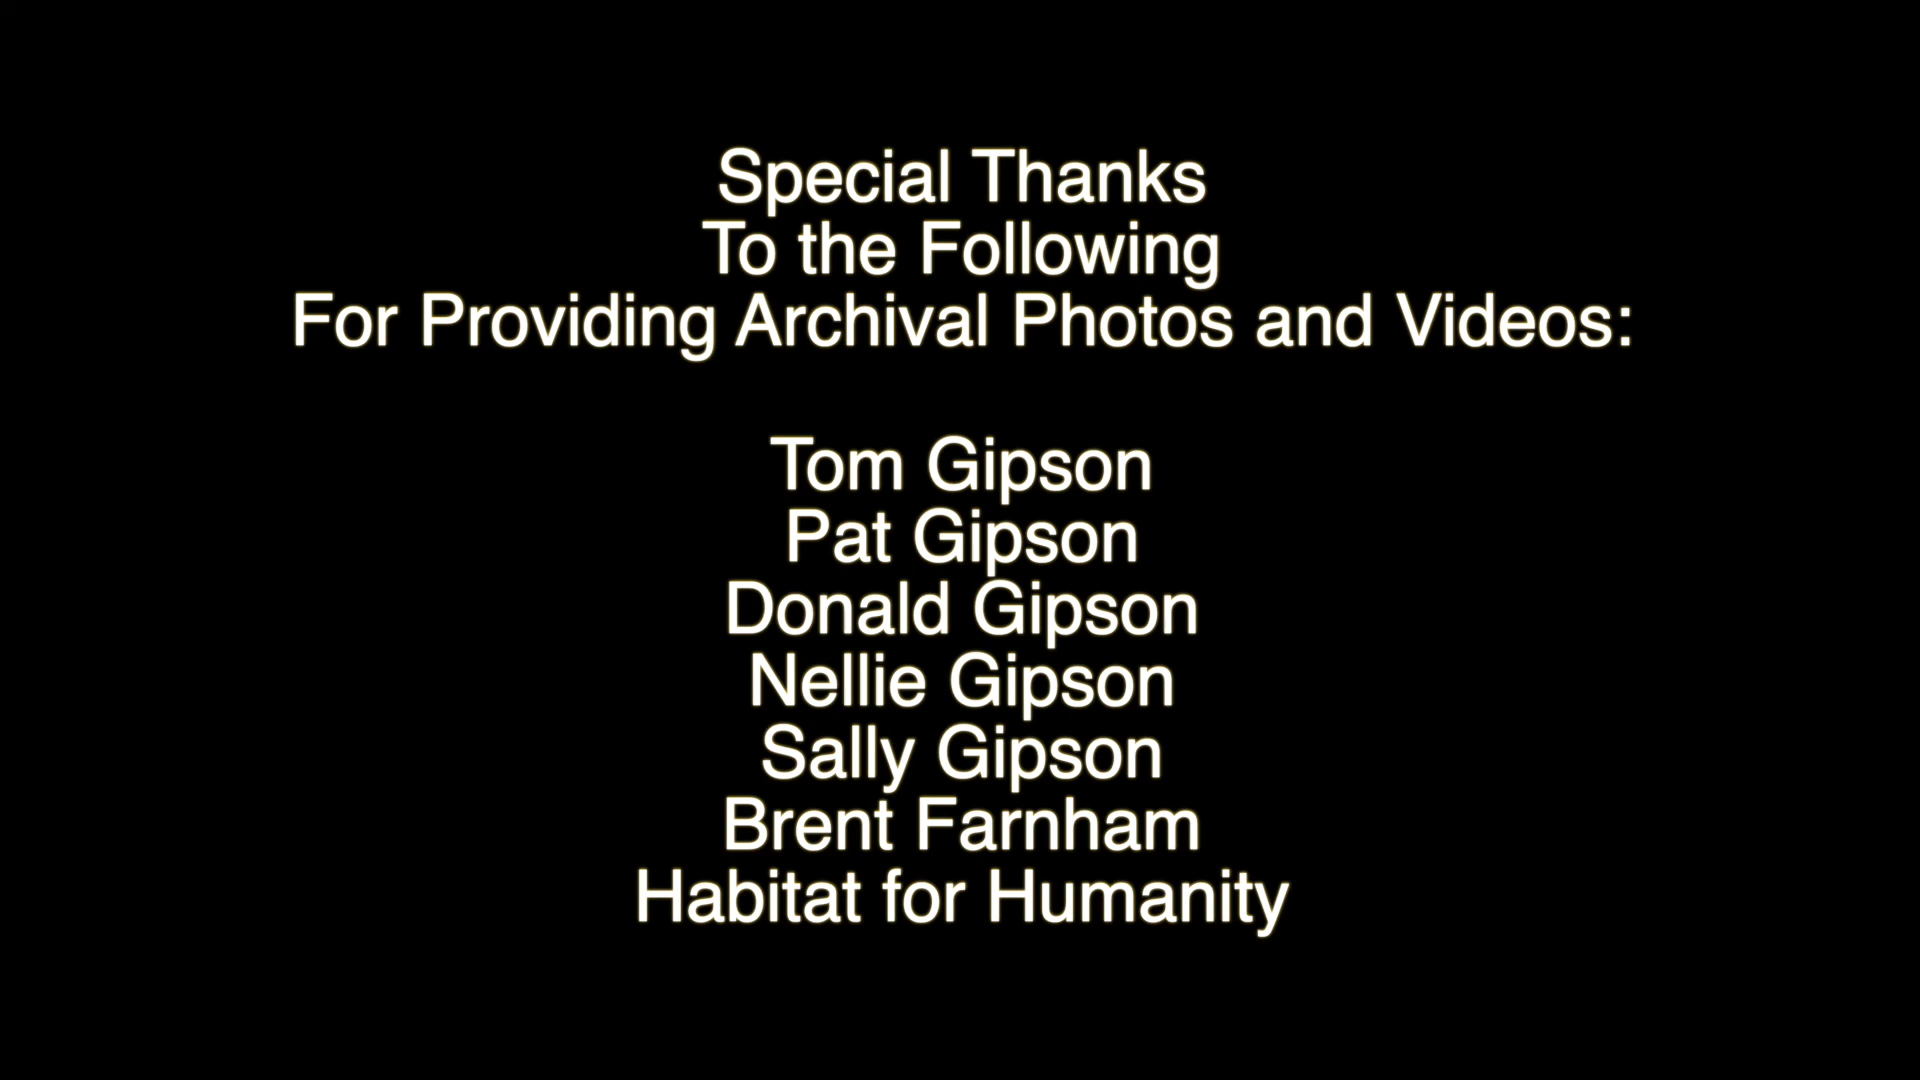 Special Thanks
To the Following
For Providing Archival Photos and Videos:
Tom Gipson
Pat Gipson
Donald Gipson
Nellie Gipson
Sally Gipson
Brent Farnham
Habitat for Humanity